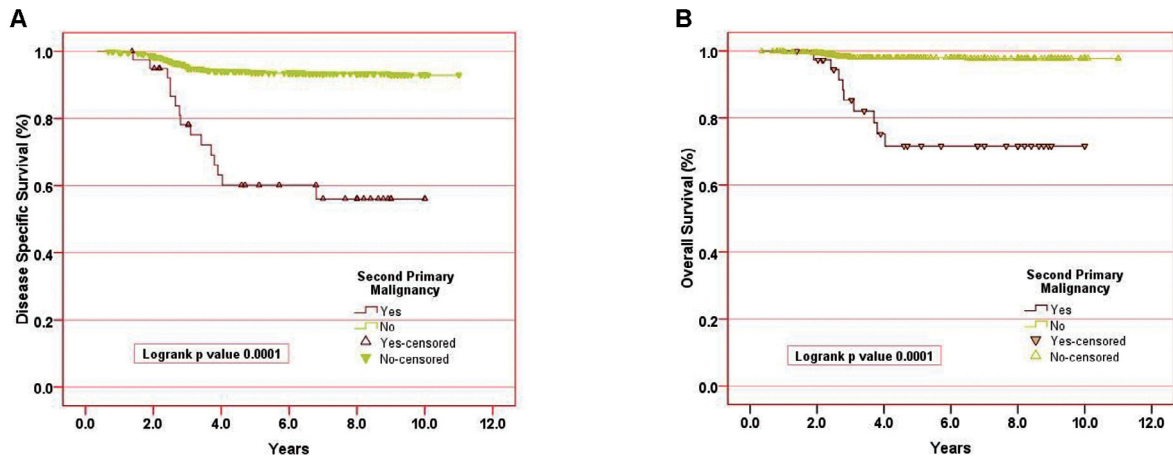 A
Disease Specific Survival (%)
1.0
0.8
0.6
0.4
0.2
0.0
0.0 2.0 4.0 6.0 8.0 10.0 12.0
Years
Second Primary
Malignancy
Yes
No
Yes-censored
No-censored
Logrank p value 0.0001
B
Overall Survival (%)
1.0
0.8
0.6
0.4
0.2
0.0
0.0 2.0 4.0 6.0 8.0 10.0 12.0
Years
Second Primary
Malignancy
Yes
No
Yes-censored
No-censored
Logrank p value 0.0001